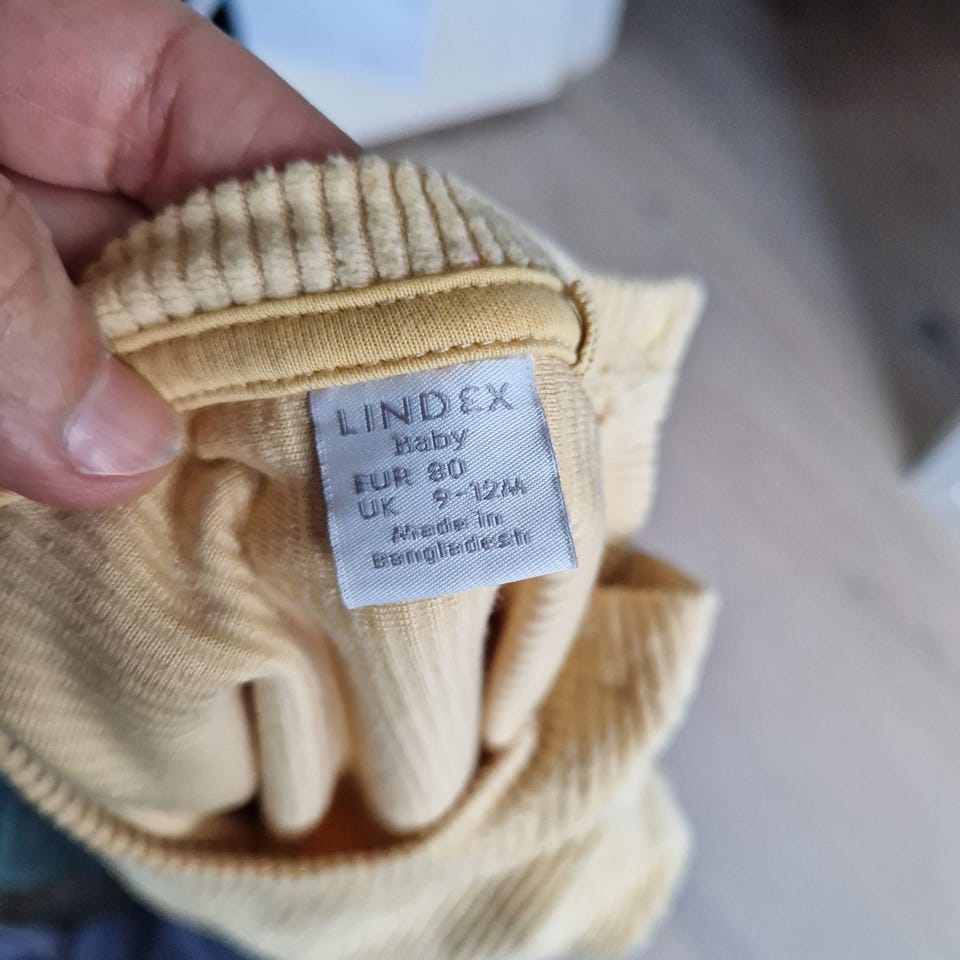 LINDEX
Baby
EUR 80
UK 9-12M
Made in
Bangladesh